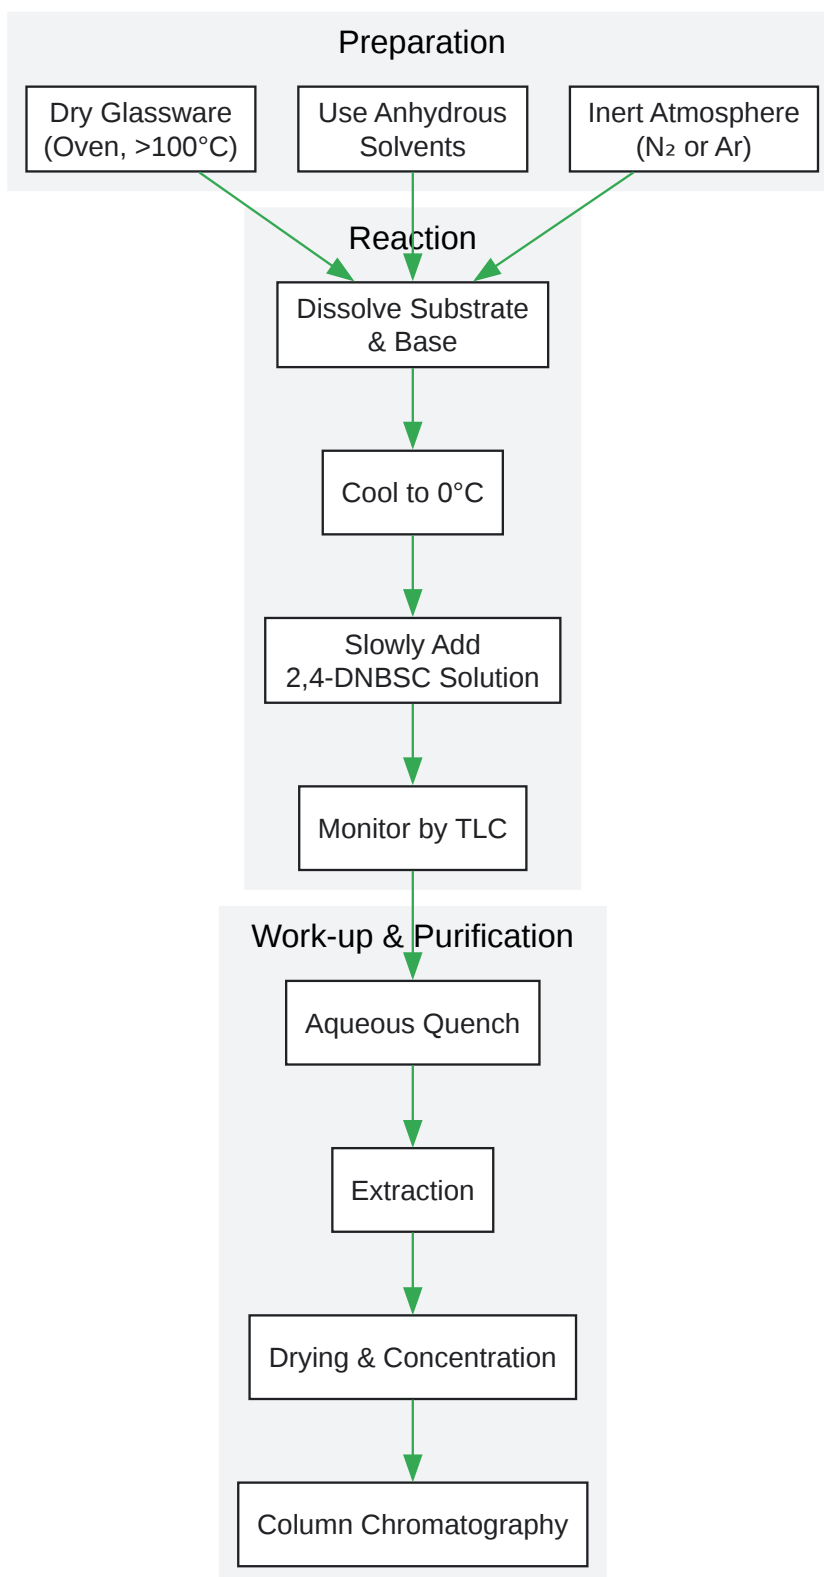 Preparation
Dry Glassware
(Oven, >100°C)
Use Anhydrous
Solvents
Inert Atmosphere
(N₂ or Ar)
Reaction
Dissolve Substrate
& Base
Cool to 0°C
Slowly Add
2,4-DNBSC Solution
Monitor by TLC
Work-up & Purification
Aqueous Quench
Extraction
Drying & Concentration
Column Chromatography